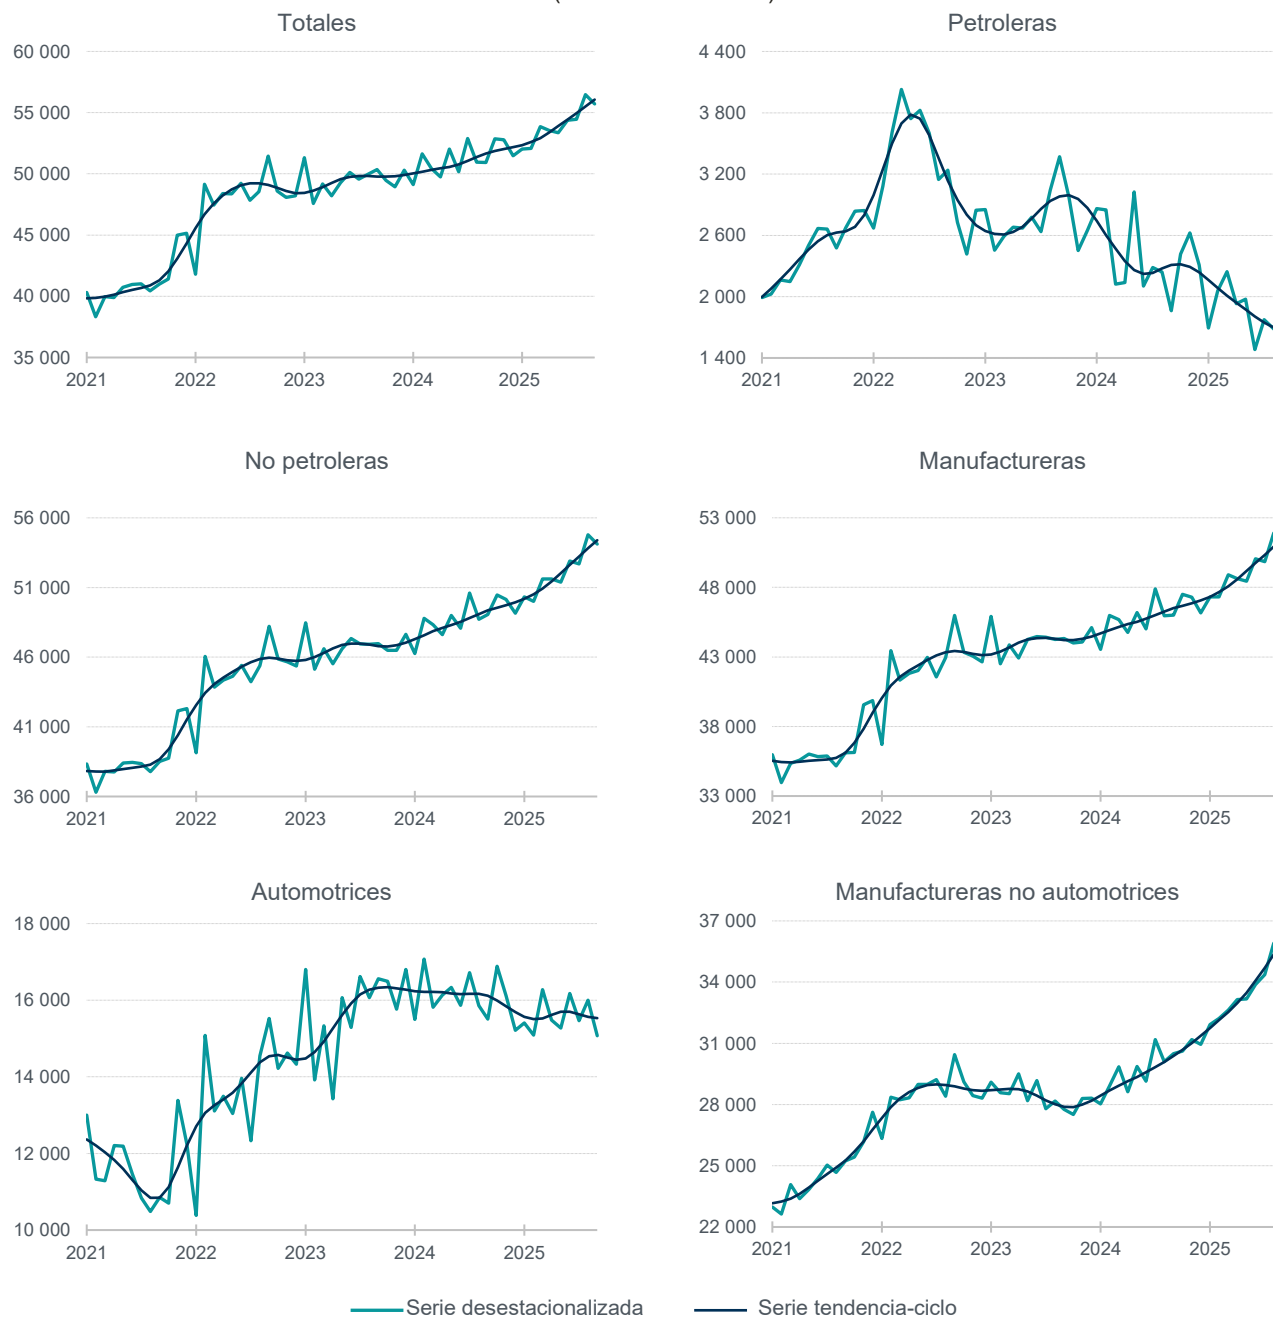 Totales
60 000
55 000
50 000
45 000
40 000
35 000
2021 2022 2023 2024 2025
Petroleras
4 400
3 800
3 200
2 600
2 000
1 400
2021 2022 2023 2024 2025
No petroleras
56 000
51 000
46 000
41 000
36 000
2021 2022 2023 2024 2025
Manufactureras
53 000
48 000
43 000
38 000
33 000
2021 2022 2023 2024 2025
Automotrices
18 000
16 000
14 000
12 000
10 000
2021 2022 2023 2024 2025
Manufactureras no automotrices
37 000
34 000
31 000
28 000
25 000
22 000
2021 2022 2023 2024 2025
Serie desestacionalizada Serie tendencia-ciclo